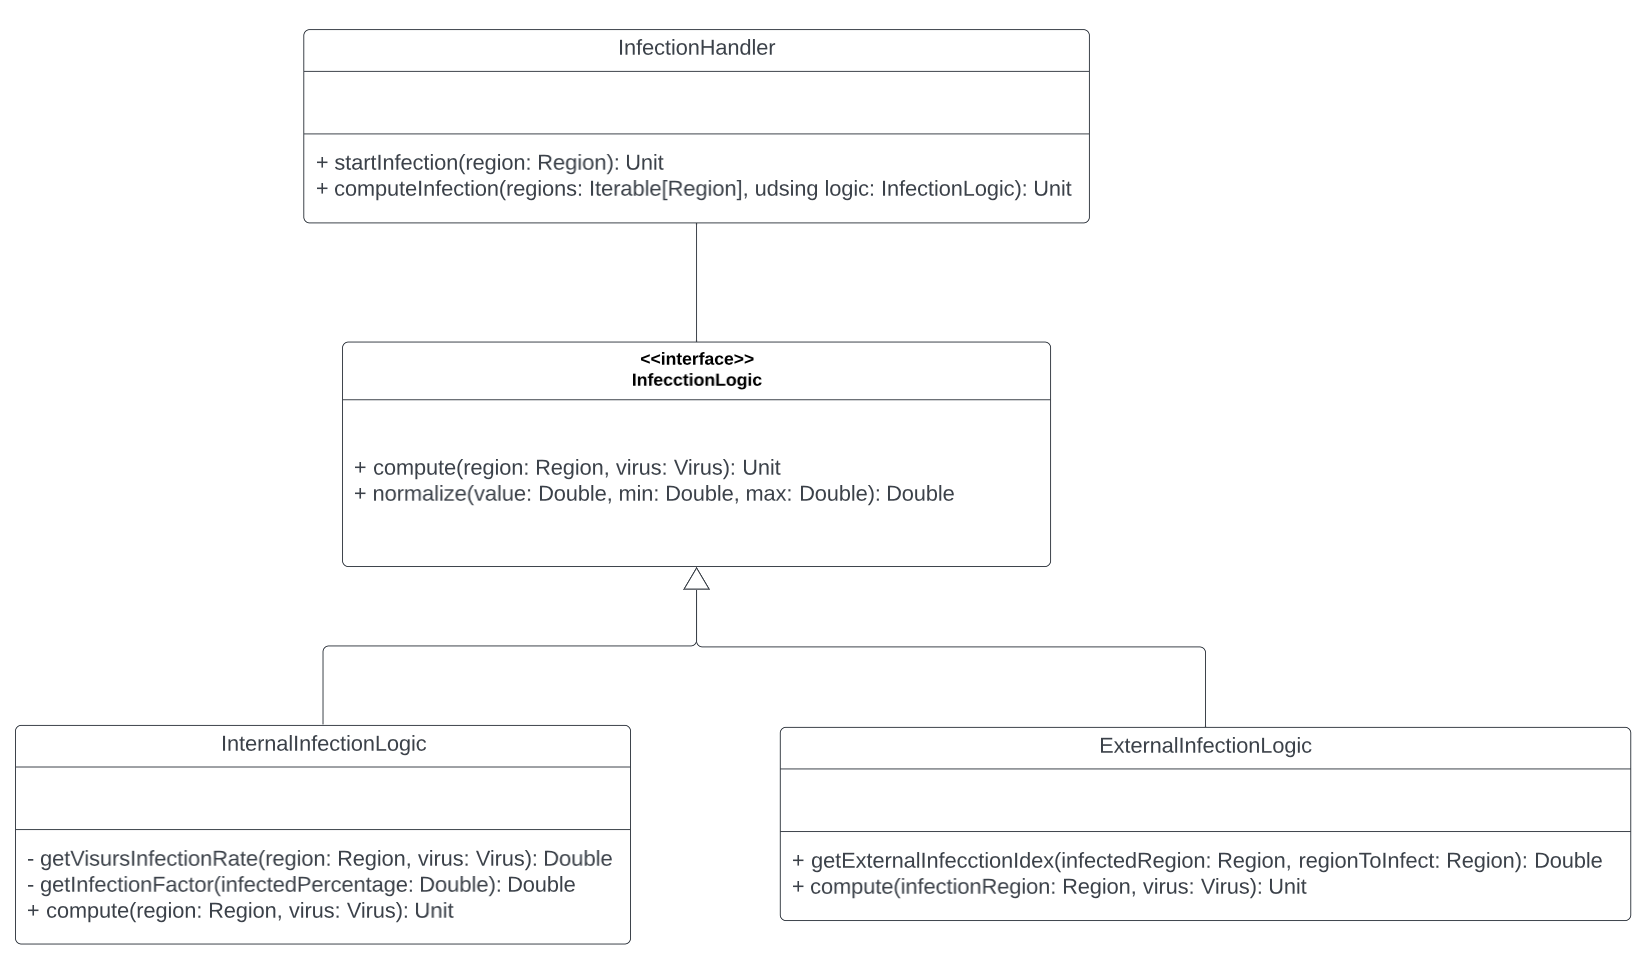 InfectionHandler
+ startInfection(region: Region): Unit
+ computeInfection(regions: Iterable[Region], udsing logic: InfectionLogic): Unit
<<interface>>
InfecctionLogic
+ compute(region: Region, virus: Virus): Unit
+ normalize(value: Double, min: Double, max: Double): Double
InternalInfectionLogic
- getVisursInfectionRate(region: Region, virus: Virus): Double
- getInfectionFactor(infectedPercentage: Double): Double
+ compute(region: Region, virus: Virus): Unit
ExternalInfectionLogic
+ getExternalInfecctionIdex(infectedRegion: Region, regionToInfect: Region): Double
+ compute(infectionRegion: Region, virus: Virus): Unit